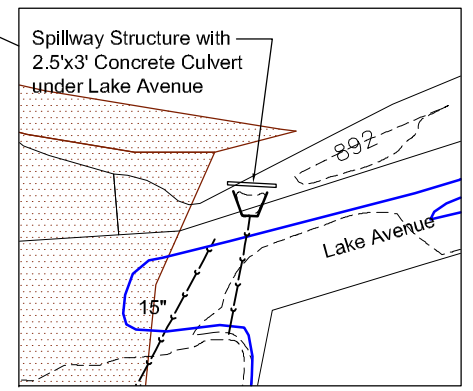 Spillway Structure with
2.5'x3' Concrete Culvert
under Lake Avenue
892
Lake Avenue
15"